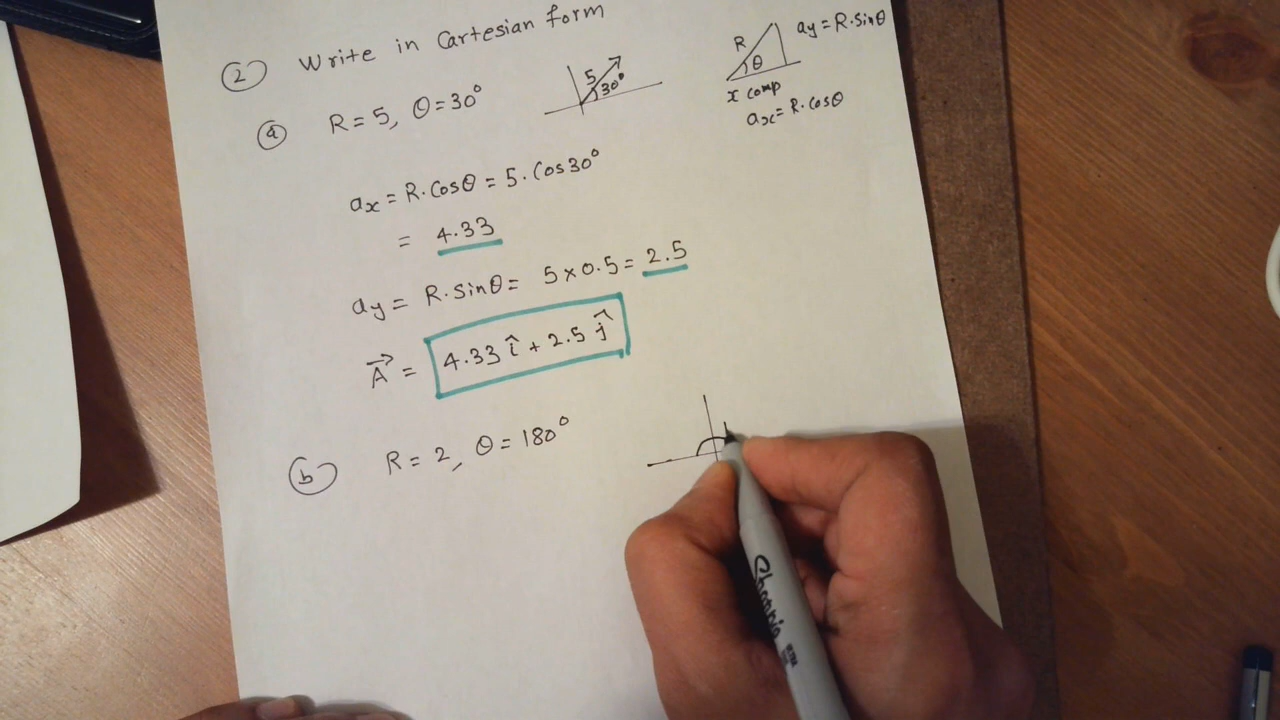 ② Write in Cartesian form
ⓐ R = 5, θ = 30°
5
30°
R
θ
ay = R·sinθ
x comp
ax = R·cosθ
ax = R·Cosθ = 5·Cos30°
= 4.33
ay = R·sinθ = 5 × 0.5 = 2.5
A⃗ = 4.33 î + 2.5 ĵ
ⓑ R = 2, θ = 180°
Sharpie